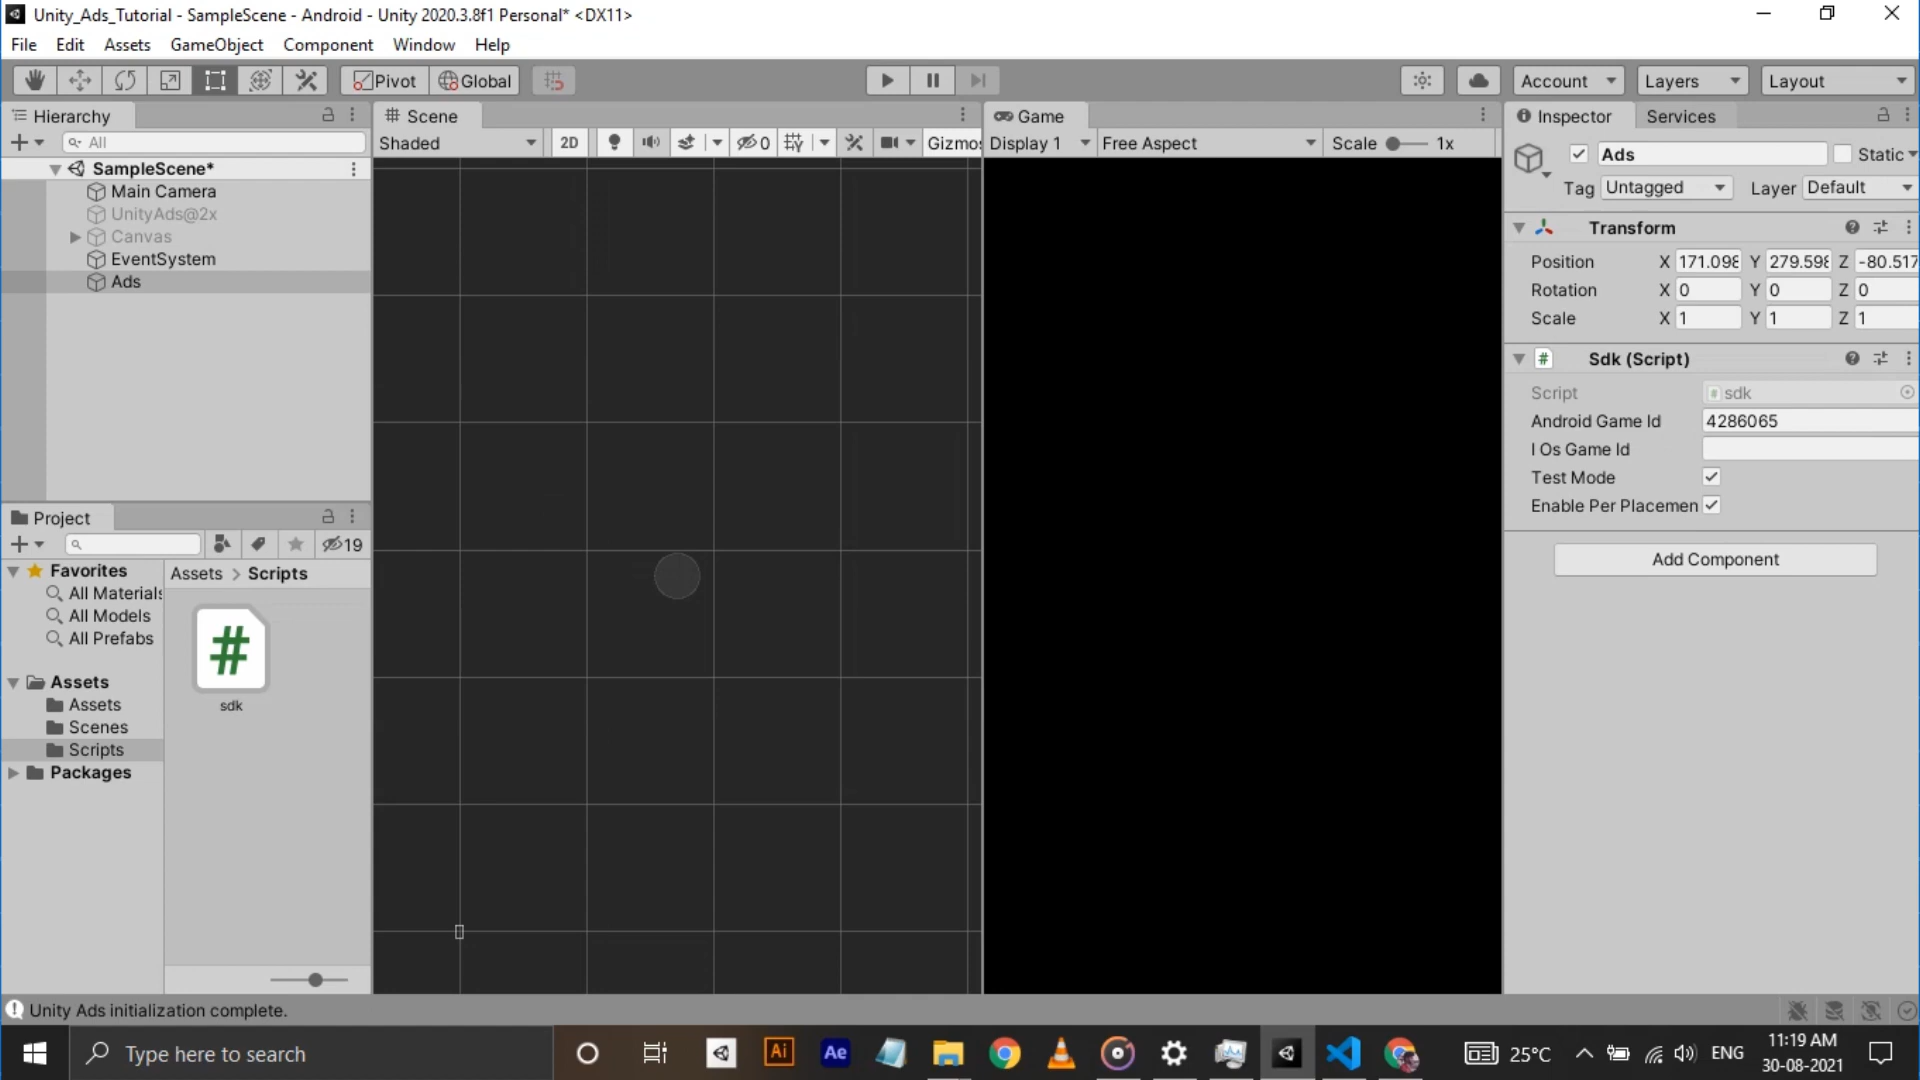 Unity_Ads_Tutorial - SampleScene - Android - Unity 2020.3.8f1 Personal* <DX11>
File Edit Assets GameObject Component Window Help
Pivot Global Account Layers Layout
Hierarchy
All
SampleScene*
Main Camera
UnityAds@2x
Canvas
EventSystem
Ads
Scene
Shaded 2D 0 Gizmos
Game
Display 1 Free Aspect Scale 1x
Inspector Services
Ads Static
Tag Untagged Layer Default
Transform
Position X 171.098 Y 279.598 Z -80.517
Rotation X 0 Y 0 Z 0
Scale X 1 Y 1 Z 1
# Sdk (Script)
Script # sdk
Android Game Id 4286065
I Os Game Id
Test Mode
Enable Per Placemen
Add Component
Project
19
Favorites
All Materials
All Models
All Prefabs
Assets
Assets
Scenes
Scripts
Packages
Assets > Scripts
#
sdk
Unity Ads initialization complete.
Type here to search
Ai Ae
25°C ENG
11:19 AM
30-08-2021